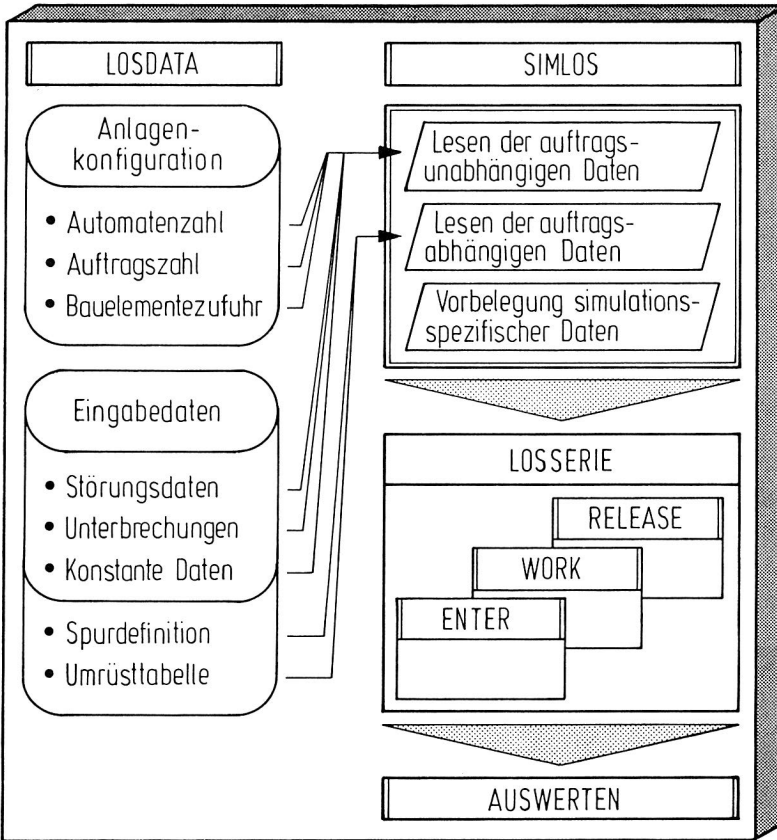 LOSDATA
Anlagen-
konfiguration
• Automatenzahl
• Auftragszahl
• Bauelementezufuhr
Eingabedaten
• Störungsdaten
• Unterbrechungen
• Konstante Daten
• Spurdefinition
• Umrüsttabelle
SIMLOS
Lesen der auftrags-
unabhängigen Daten
Lesen der auftrags-
abhängigen Daten
Vorbelegung simulations-
spezifischer Daten
LOSSERIE
RELEASE
WORK
ENTER
AUSWERTEN